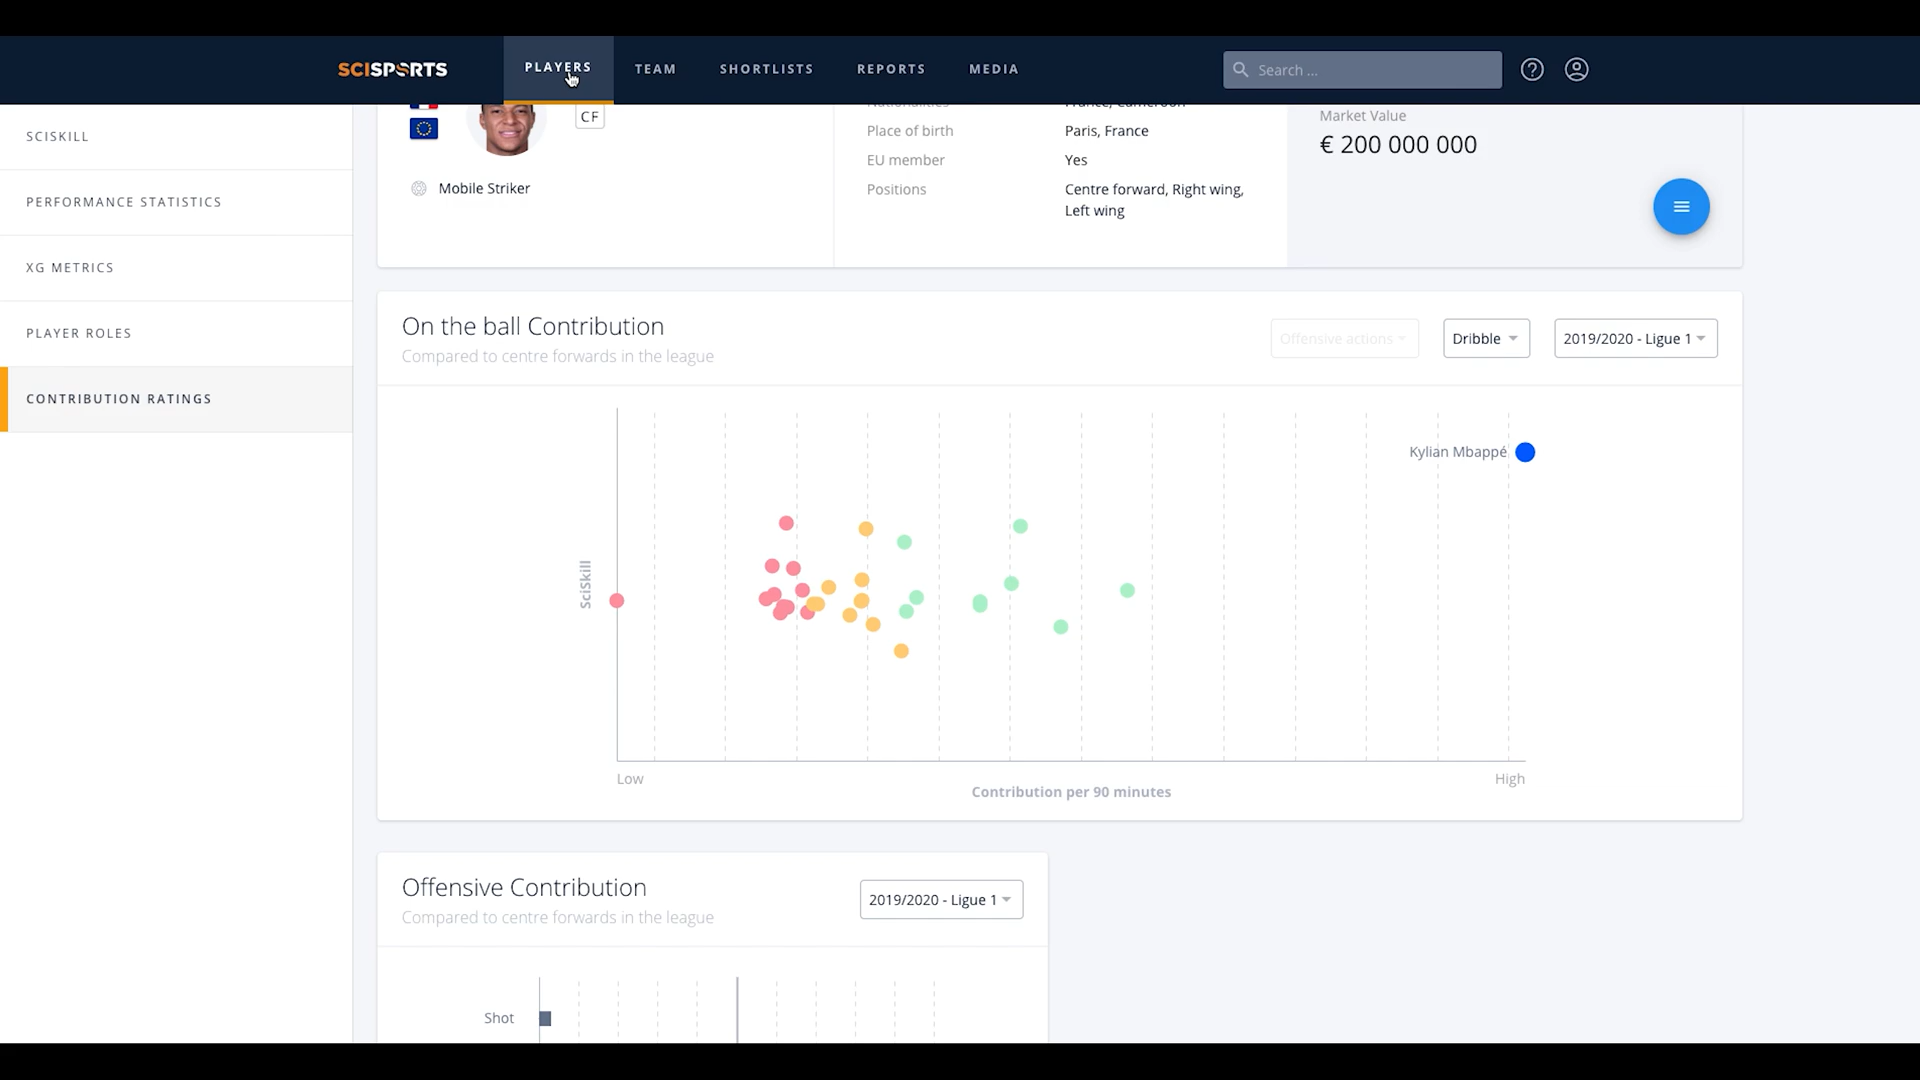 SCISPORTS
PLAYERS
TEAM
SHORTLISTS
REPORTS
MEDIA
Search ...
SCISKILL
PERFORMANCE STATISTICS
XG METRICS
PLAYER ROLES
CONTRIBUTION RATINGS
CF
Mobile Striker
Nationalities France, Cameroon
Place of birth Paris, France
EU member Yes
Positions Centre forward, Right wing,
Left wing
Market Value
€ 200 000 000
On the ball Contribution
Compared to centre forwards in the league
Offensive actions
Dribble
2019/2020 - Ligue 1
Kylian Mbappé
SciSkill
Low
High
Contribution per 90 minutes
Offensive Contribution
Compared to centre forwards in the league
2019/2020 - Ligue 1
Shot